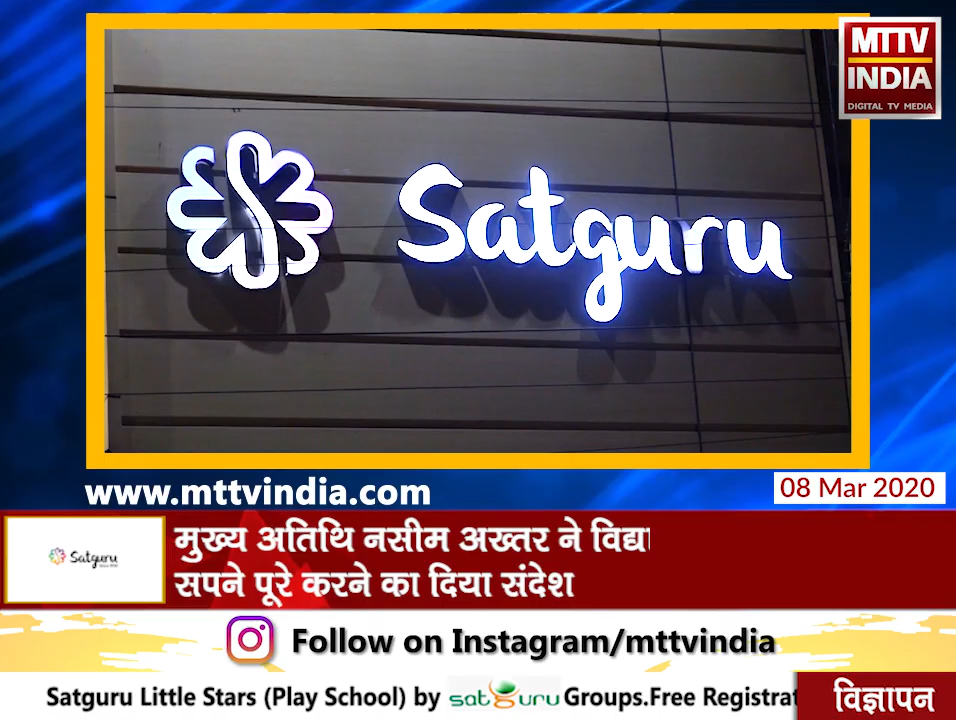 MTTV
INDIA
DIGITAL TV MEDIA
Satguru
www.mttvindia.com
08 Mar 2020
Satguru
मुख्य अतिथि नसीम अख्तर ने
सपने पूरे करने का दिया संदेश
Follow on Instagram/mttvindia
Satguru Little Stars (Play School) by satguru Groups.Free
विज्ञापन